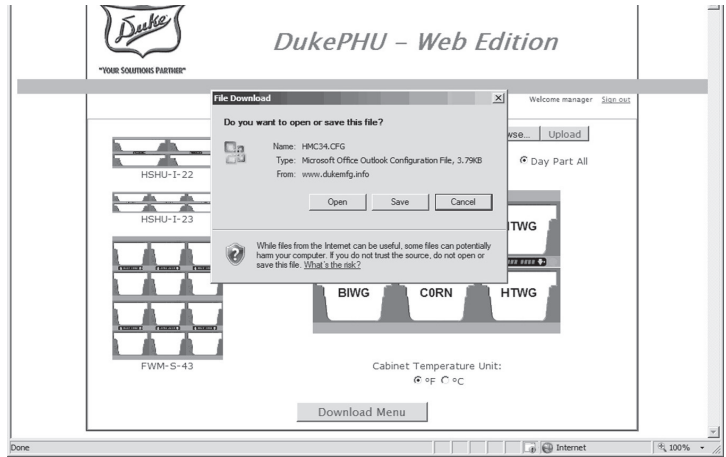 Duke
"YOUR SOLUTIONS PARTNER"
DukePHU – Web Edition
Welcome manager Sign out
File Download
Do you want to open or save this file?
Name: HMC34.CFG
Type: Microsoft Office Outlook Configuration File, 3.79KB
From: www.dukemfg.info
Open Save Cancel
While files from the Internet can be useful, some files can potentially
harm your computer. If you do not trust the source, do not open or
save this file. What's the risk?
Upload
Day Part All
HSHU-I-22
HSHU-I-23
FWM-S-43
HTWG
BIWG C0RN HTWG
Cabinet Temperature Unit:
°F °C
Download Menu
Done Internet 100%